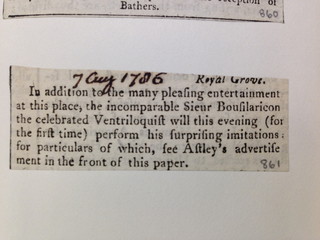 Bathers.
860
7 Aug 1786 Royal Grove.
In addition to the many pleaſing entertainment
at this place, the incomparable Sieur Bouſilaricon
the celebrated Ventriloquiſt will this evening (for
the firſt time) perform his ſurpriſing imitations:
for particulars of which, ſee Aſtley's advertiſe
ment in the front of this paper.
861